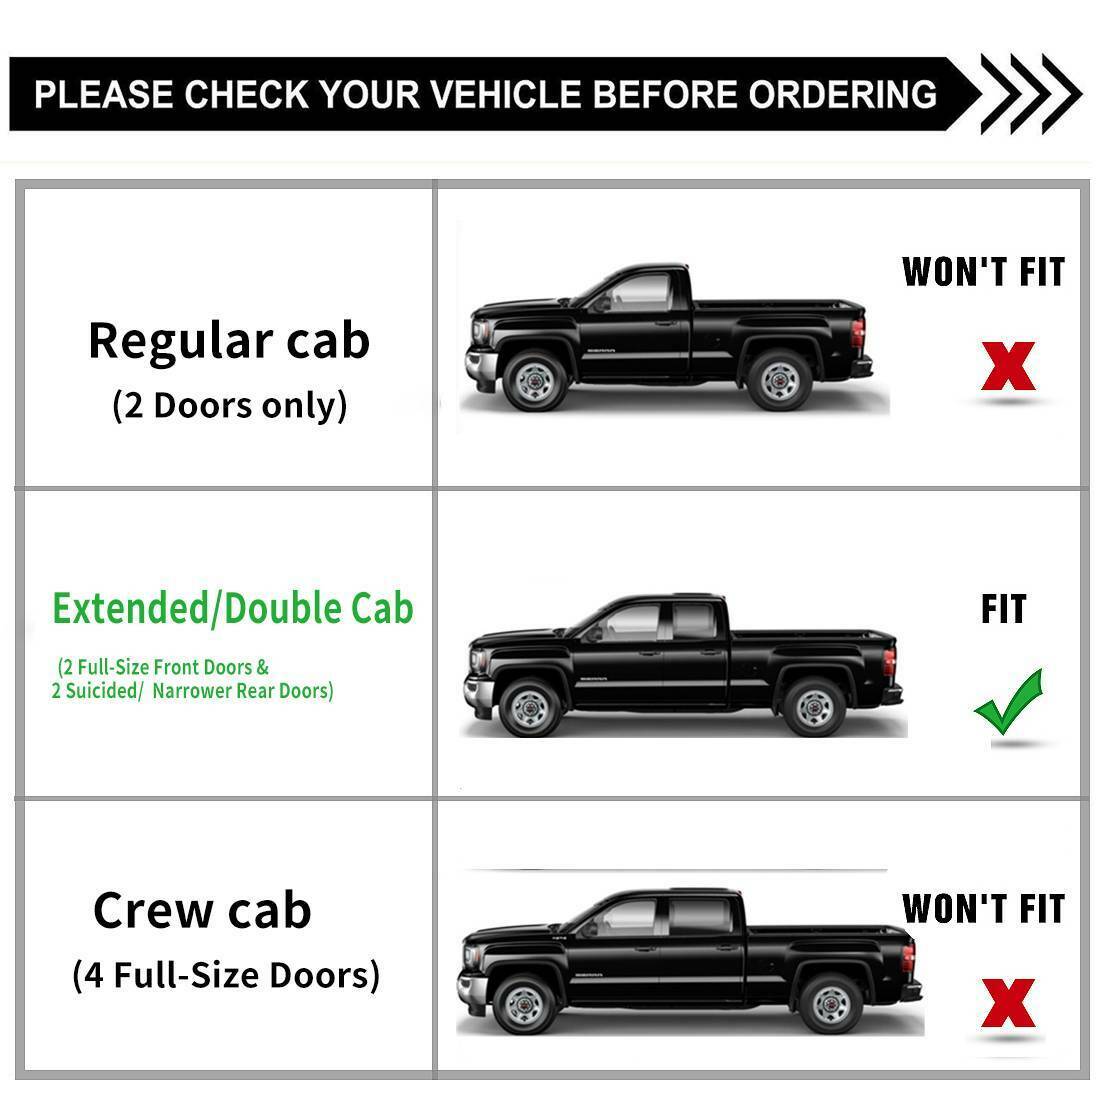 PLEASE CHECK YOUR VEHICLE BEFORE ORDERING
Regular cab
(2 Doors only)
WON'T FIT
Extended/Double Cab
(2 Full-Size Front Doors &
2 Suicided/ Narrower Rear Doors)
FIT
Crew cab
(4 Full-Size Doors)
WON'T FIT